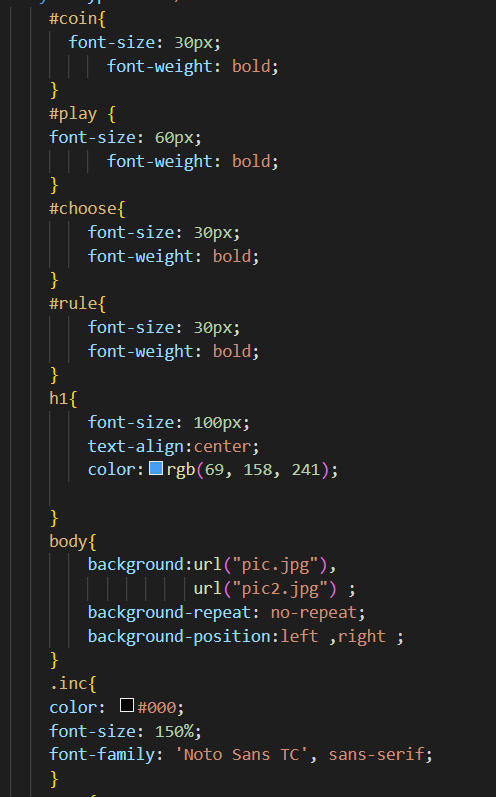 #coin{
font-size: 30px;
font-weight: bold;
}
#play {
font-size: 60px;
font-weight: bold;
}
#choose{
font-size: 30px;
font-weight: bold;
}
#rule{
font-size: 30px;
font-weight: bold;
}
h1{
font-size: 100px;
text-align:center;
color:rgb(69, 158, 241);
}
body{
background:url("pic.jpg"),
url("pic2.jpg") ;
background-repeat: no-repeat;
background-position:left ,right ;
}
.inc{
color: #000;
font-size: 150%;
font-family: 'Noto Sans TC', sans-serif;
}